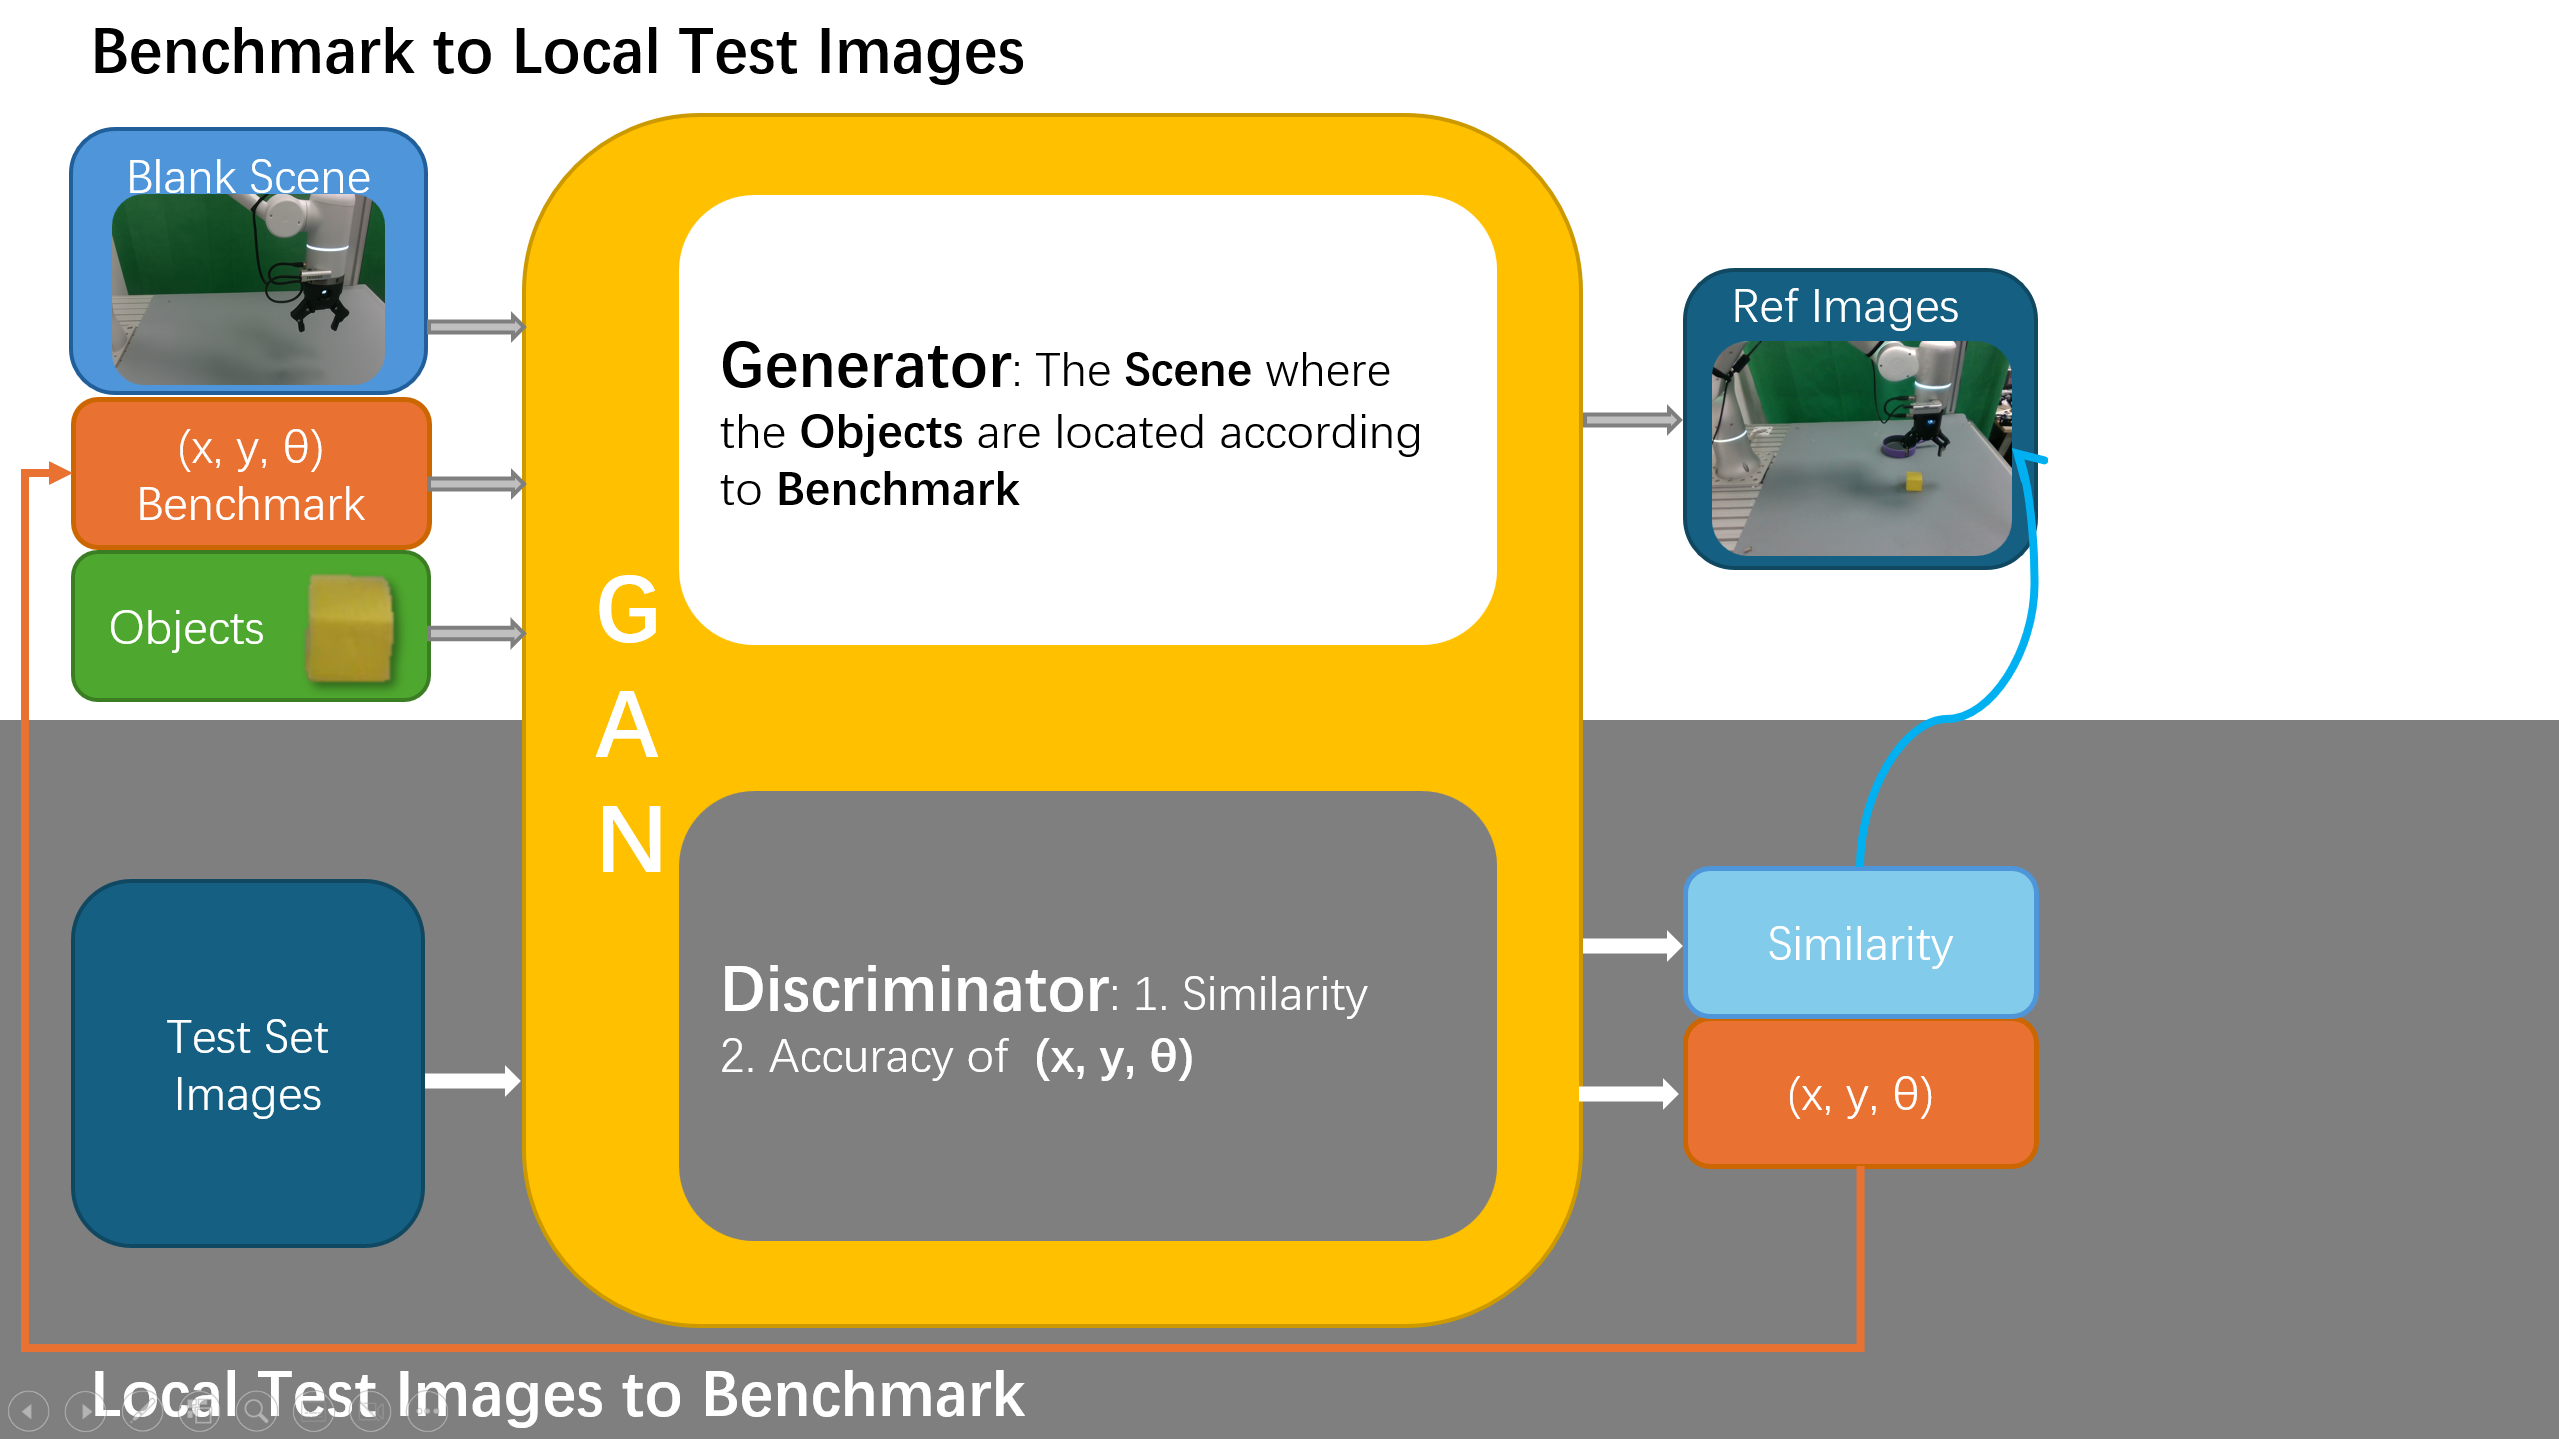 Benchmark to Local Test Images
Blank Scene
(x, y, θ)
Benchmark
Objects
G
A
N
Generator: The Scene where
the Objects are located according
to Benchmark
Ref Images
Test Set
Images
Discriminator: 1. Similarity
2. Accuracy of (x, y, θ)
Similarity
(x, y, θ)
Local Test Images to Benchmark